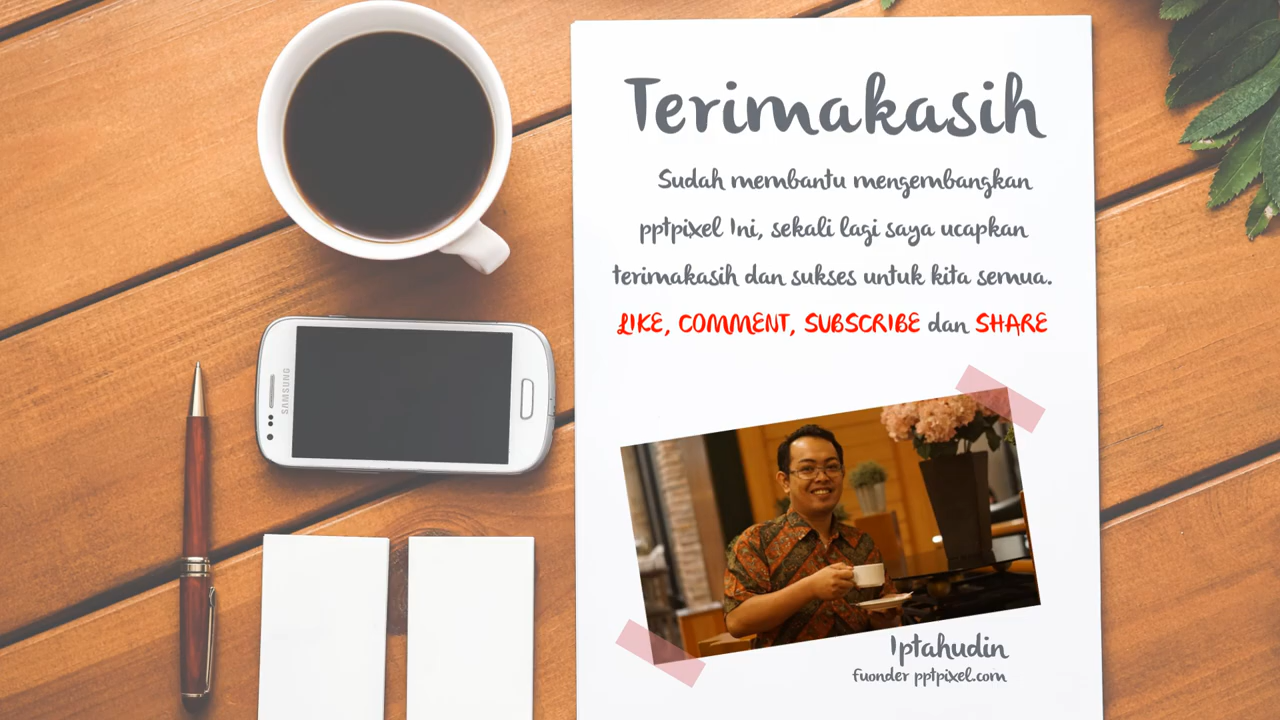 Terimakasih
Sudah membantu mengembangkan
pptpixel Ini, sekali lagi saya ucapkan
terimakasih dan sukses untuk kita semua.
LIKE, COMMENT, SUBSCRIBE dan SHARE
SAMSUNG
Iptahudin
fuonder pptpixel.com